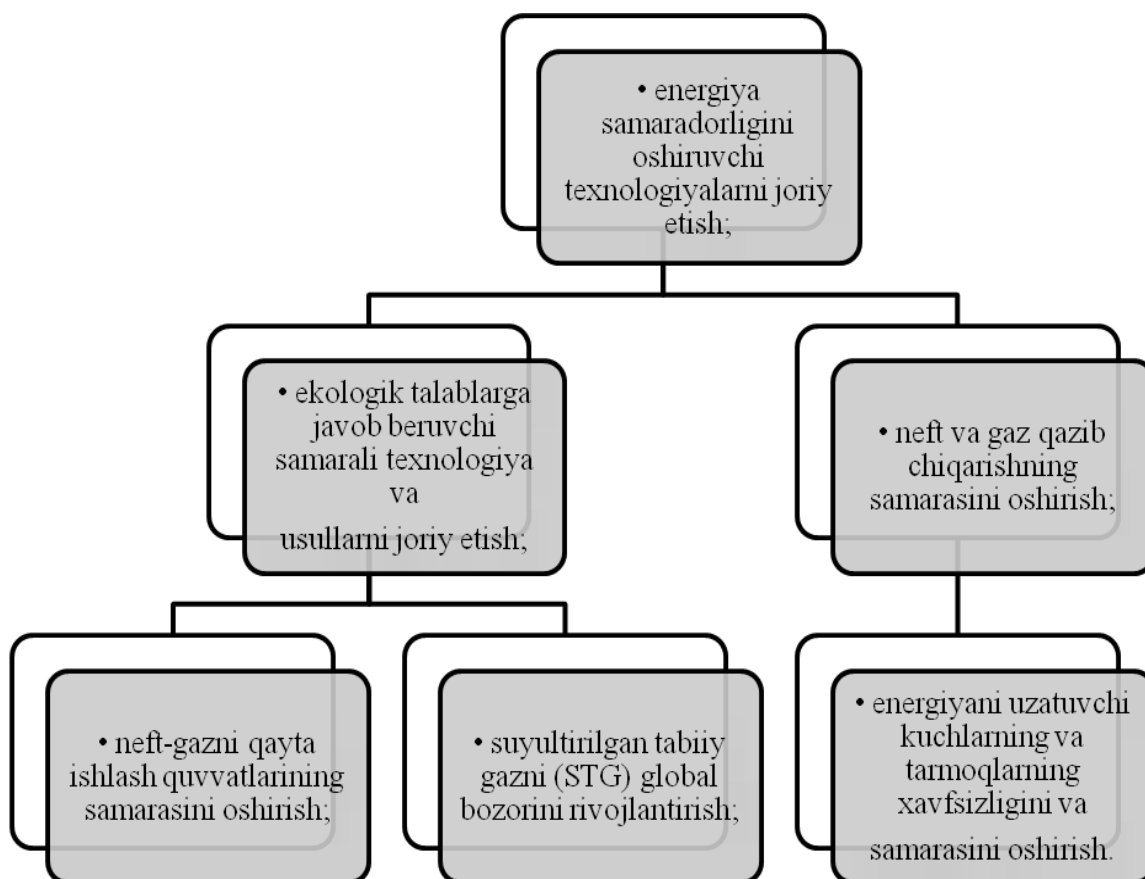 • energiya
samaradorligini
oshiruvchi
texnologiyalarni joriy
etish;
• ekologik talablarga
javob beruvchi
samarali texnologiya
va
usullarni joriy etish;
• neft va gaz qazib
chiqarishning
samarasini oshirish;
• neft-gazni qayta
ishlash quvvatlarining
samarasini oshirish;
• suyultirilgan tabiiy
gazni (STG) global
bozorini rivojlantirish;
• energiyani uzatuvchi
kuchlarning va
tarmoqlarning
xavfsizligini va
samarasini oshirish.